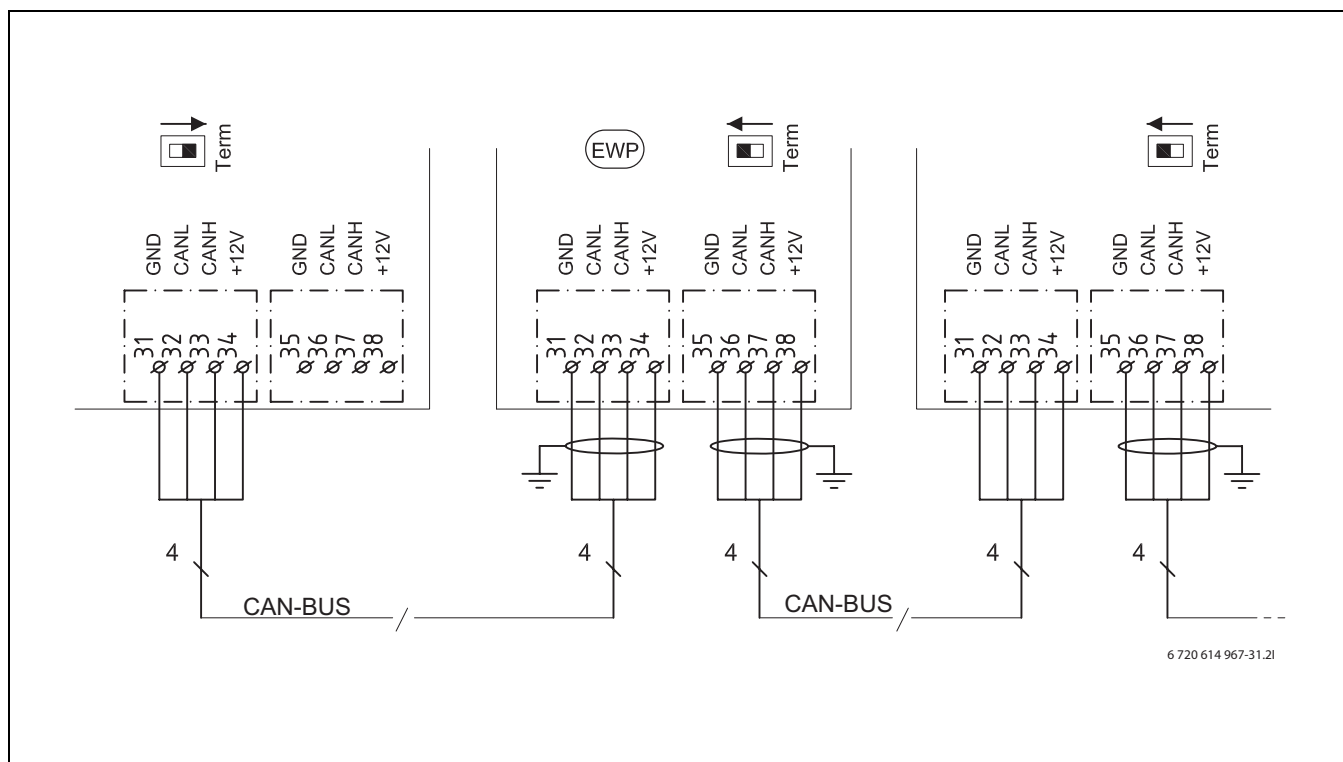 Term
EWP
Term
Term
GND CANL CANH +12V
GND CANL CANH +12V
GND CANL CANH +12V
GND CANL CANH +12V
GND CANL CANH +12V
GND CANL CANH +12V
31 32 33 34
35 36 37 38
31 32 33 34
35 36 37 38
31 32 33 34
35 36 37 38
4
4
4
4
4
CAN-BUS
CAN-BUS
6 720 614 967-31.2I